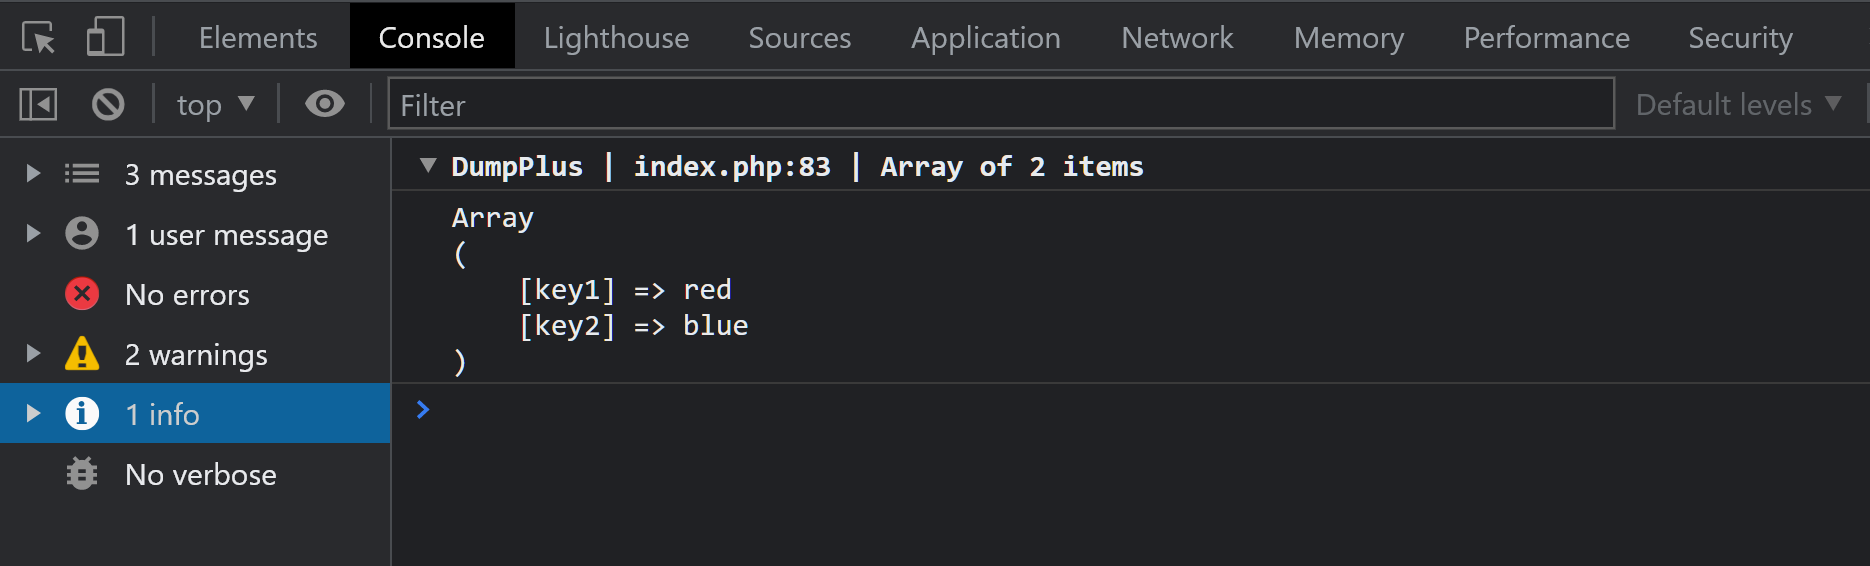 Elements Console Lighthouse Sources Application Network Memory Performance Security
top Filter Default levels
3 messages
1 user message
No errors
2 warnings
1 info
No verbose
DumpPlus | index.php:83 | Array of 2 items
Array
(
    [key1] => red
    [key2] => blue
)
>